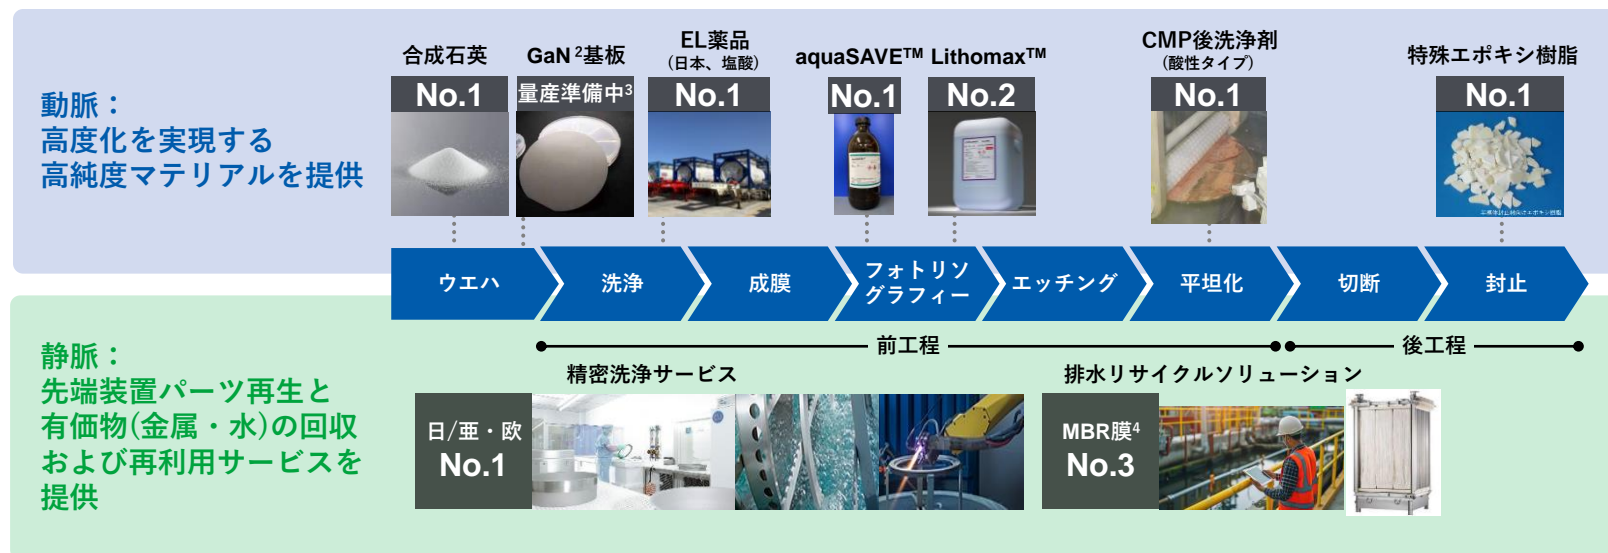 動脈：
高度化を実現する
高純度マテリアルを提供
合成石英
No.1
GaN²基板
量産準備中³
EL薬品
（日本、塩酸）
No.1
aquaSAVE™
No.1
Lithomax™
No.2
CMP後洗浄剤
（酸性タイプ）
No.1
特殊エポキシ樹脂
No.1
ウエハ
洗浄
成膜
フォトリソ
グラフィー
エッチング
平坦化
切断
封止
前工程
後工程
静脈：
先端装置パーツ再生と
有価物(金属・水)の回収
および再利用サービスを
提供
精密洗浄サービス
日/亜・欧
No.1
排水リサイクルソリューション
MBR膜⁴
No.3